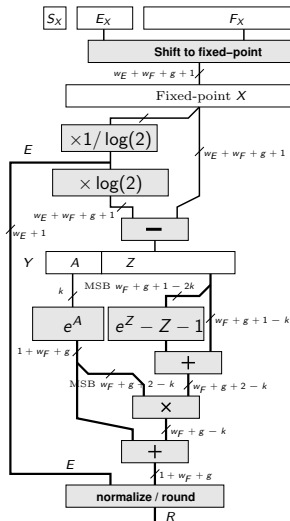 S_X E_X F_X
Shift to fixed–point
w_E + w_F + g + 1
Fixed-point X
×1/ log(2)
E
w_E + w_F + g + 1
× log(2)
w_E + w_F + g + 1
w_E + 1
−
Y A Z
MSB w_F + g + 1 − 2k
k
e^A e^Z − Z − 1
w_F + g + 1 − k
1 + w_F + g
+
MSB w_F + g + 2 − k
w_F + g + 2 − k
×
w_F + g − k
+
E
1 + w_F + g
normalize / round
R